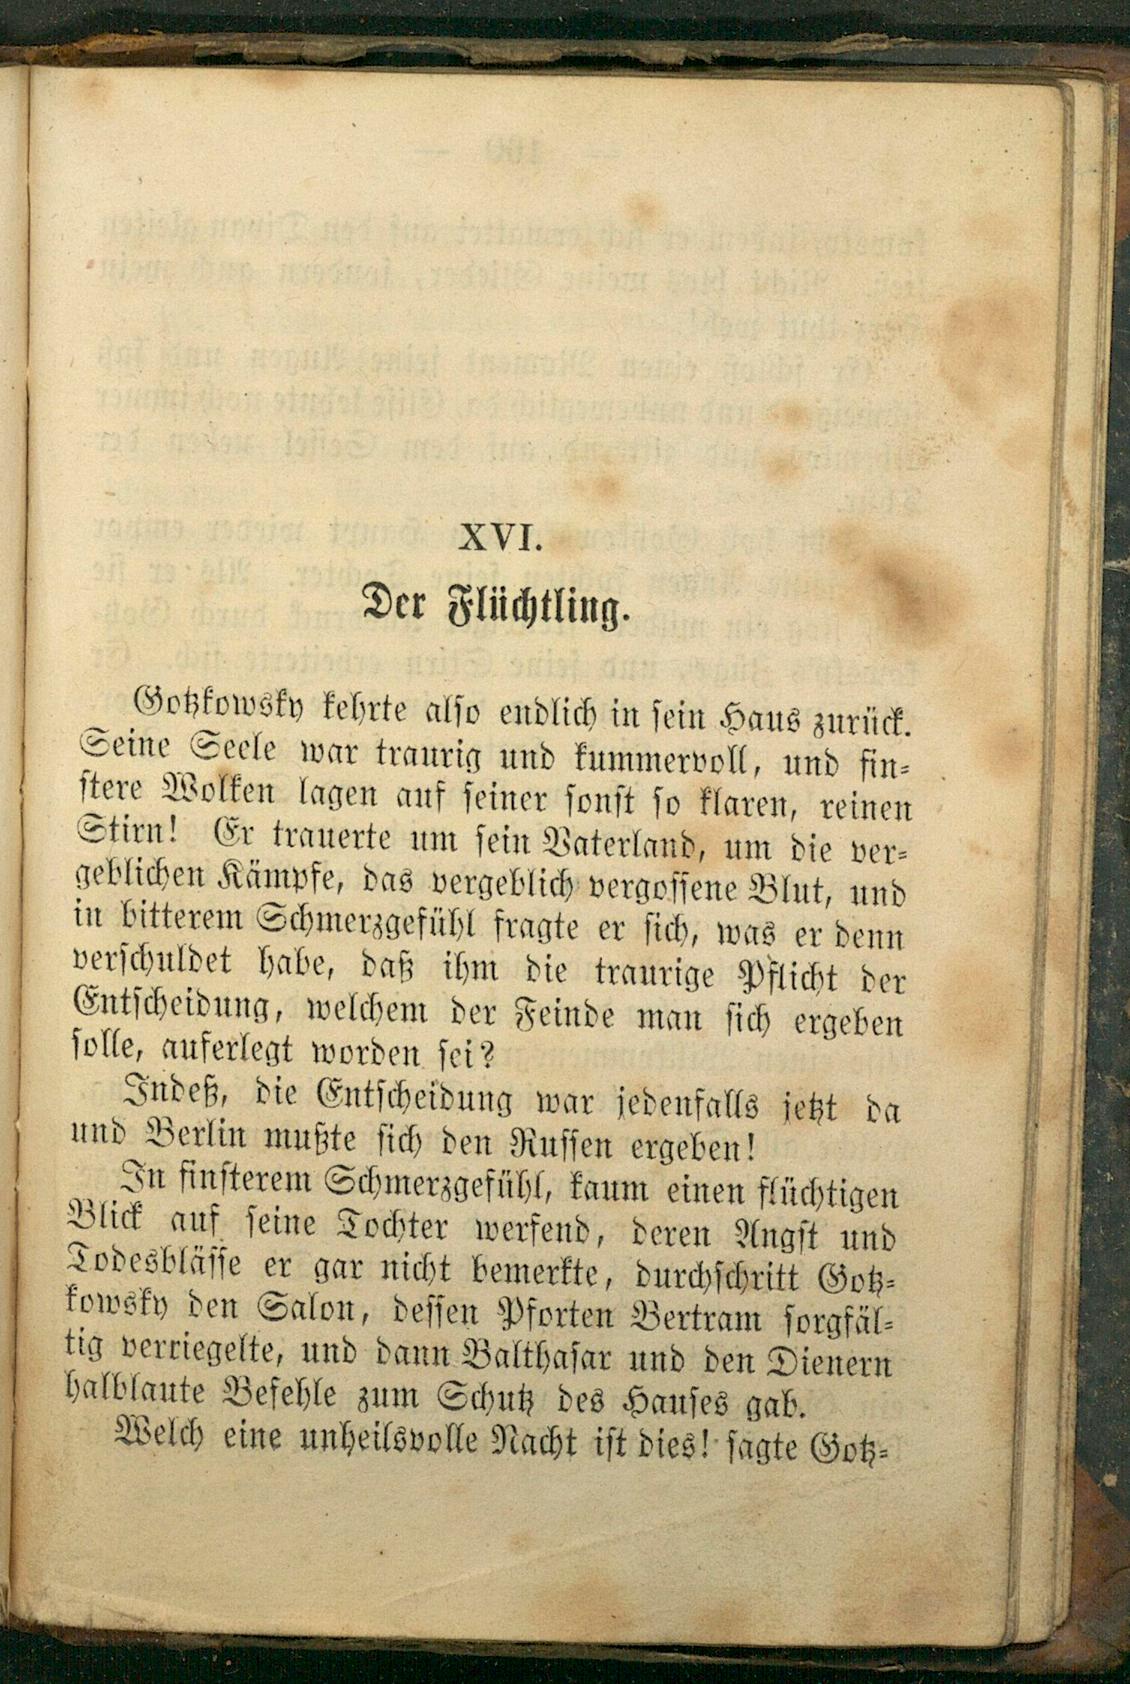 XVI.
Der Flüchtling.
Gotzkowsky kehrte also endlich in sein Haus zurück.
Seine Seele war traurig und kummervoll, und fin-
stere Wolken lagen auf seiner sonst so klaren, reinen
Stirn! Er trauerte um sein Vaterland, um die ver-
geblichen Kämpfe, das vergeblich vergossene Blut, und
in bitterem Schmerzgefühl fragte er sich, was er denn
verschuldet habe, daß ihm die traurige Pflicht der
Entscheidung, welchem der Feinde man sich ergeben
solle, auferlegt worden sei?
Indeß, die Entscheidung war jedenfalls jetzt da
und Berlin mußte sich den Russen ergeben!
In finsterem Schmerzgefühl, kaum einen flüchtigen
Blick auf seine Tochter werfend, deren Angst und
Todesblässe er gar nicht bemerkte, durchschritt Gotz-
kowsky den Salon, dessen Pforten Bertram sorgfäl-
tig verriegelte, und dann Balthasar und den Dienern
halblaute Befehle zum Schutz des Hauses gab.
Welch eine unheilsvolle Nacht ist dies! sagte Gotz-